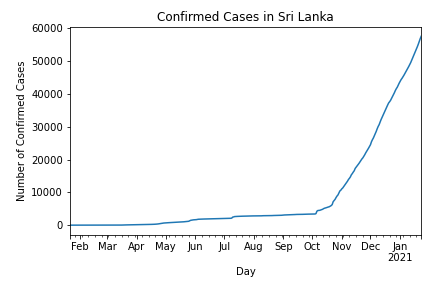 Confirmed Cases in Sri Lanka
60000
50000
40000
30000
20000
10000
0
Number of Confirmed Cases
Feb Mar Apr May Jun Jul Aug Sep Oct Nov Dec Jan
2021
Day